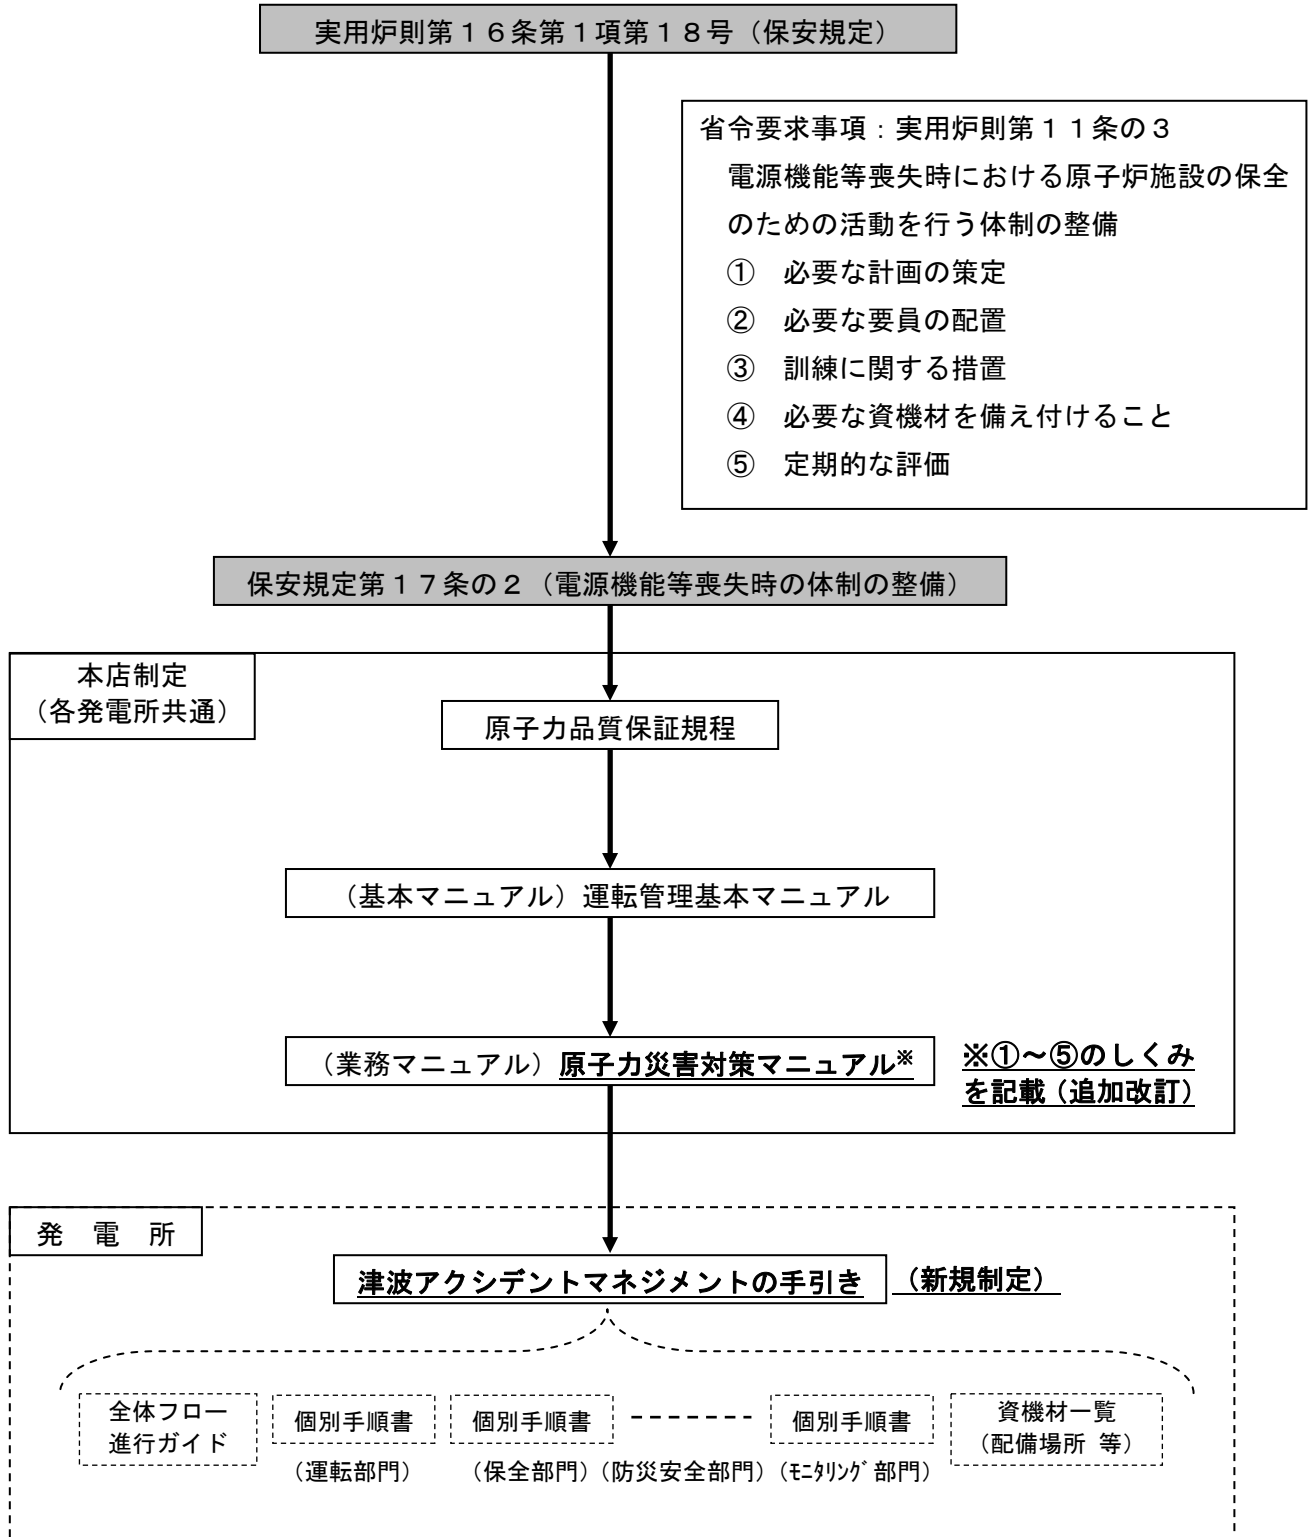 実用炉則第１６条第１項第１８号（保安規定）
省令要求事項：実用炉則第１１条の３
電源機能等喪失時における原子炉施設の保全
のための活動を行う体制の整備
①　必要な計画の策定
②　必要な要員の配置
③　訓練に関する措置
④　必要な資機材を備え付けること
⑤　定期的な評価
保安規定第１７条の２（電源機能等喪失時の体制の整備）
本店制定
（各発電所共通）
原子力品質保証規程
（基本マニュアル）運転管理基本マニュアル
（業務マニュアル）原子力災害対策マニュアル※
※①～⑤のしくみ
を記載（追加改訂）
発　電　所
津波アクシデントマネジメントの手引き （新規制定）
全体フロー
進行ガイド
個別手順書
（運転部門）
個別手順書
（保全部門）
（防災安全部門）
個別手順書
（ﾓﾆﾀﾘﾝｸﾞ部門）
資機材一覧
（配備場所 等）